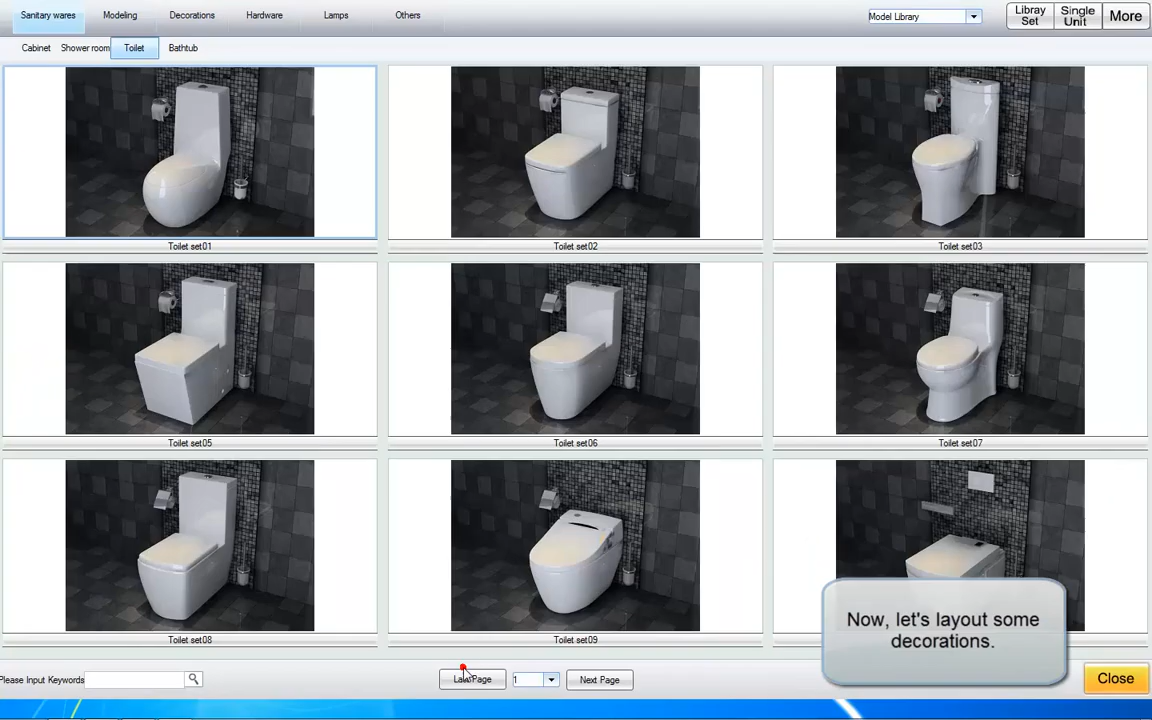 Sanitary wares Modeling Decorations Hardware Lamps Others Model Library Libray Set Single Unit More
Cabinet Shower room Toilet Bathtub
Toilet set01 Toilet set02 Toilet set03
Toilet set05 Toilet set06 Toilet set07
Toilet set08 Toilet set09
Now, let's layout some
decorations.
Please Input Keywords Last Page 1 Next Page Close